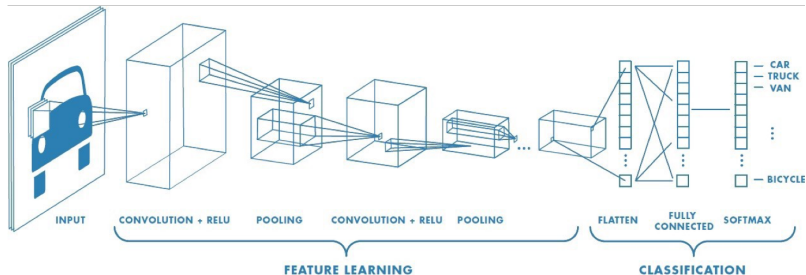 CAR
TRUCK
VAN
BICYCLE
INPUT
CONVOLUTION + RELU
POOLING
CONVOLUTION + RELU
POOLING
FLATTEN
FULLY
CONNECTED
SOFTMAX
FEATURE LEARNING
CLASSIFICATION